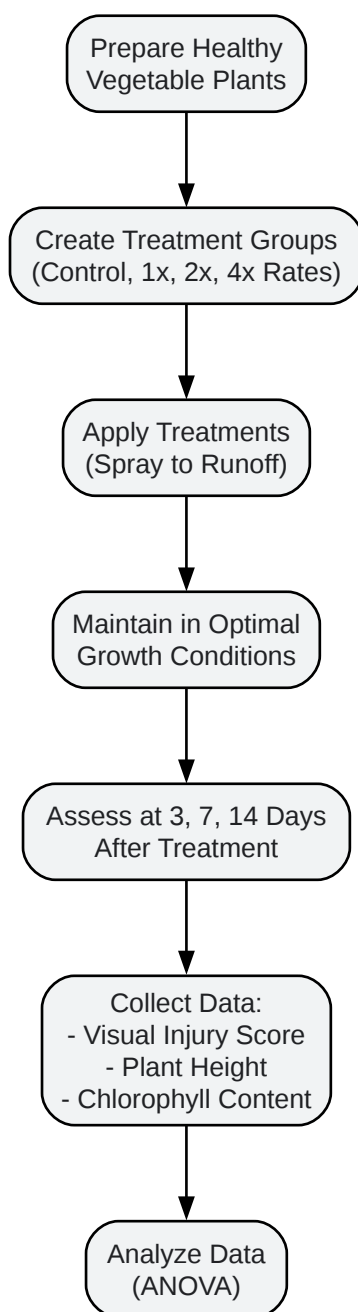 Prepare Healthy
Vegetable Plants
Create Treatment Groups
(Control, 1x, 2x, 4x Rates)
Apply Treatments
(Spray to Runoff)
Maintain in Optimal
Growth Conditions
Assess at 3, 7, 14 Days
After Treatment
Collect Data:
- Visual Injury Score
- Plant Height
- Chlorophyll Content
Analyze Data
(ANOVA)